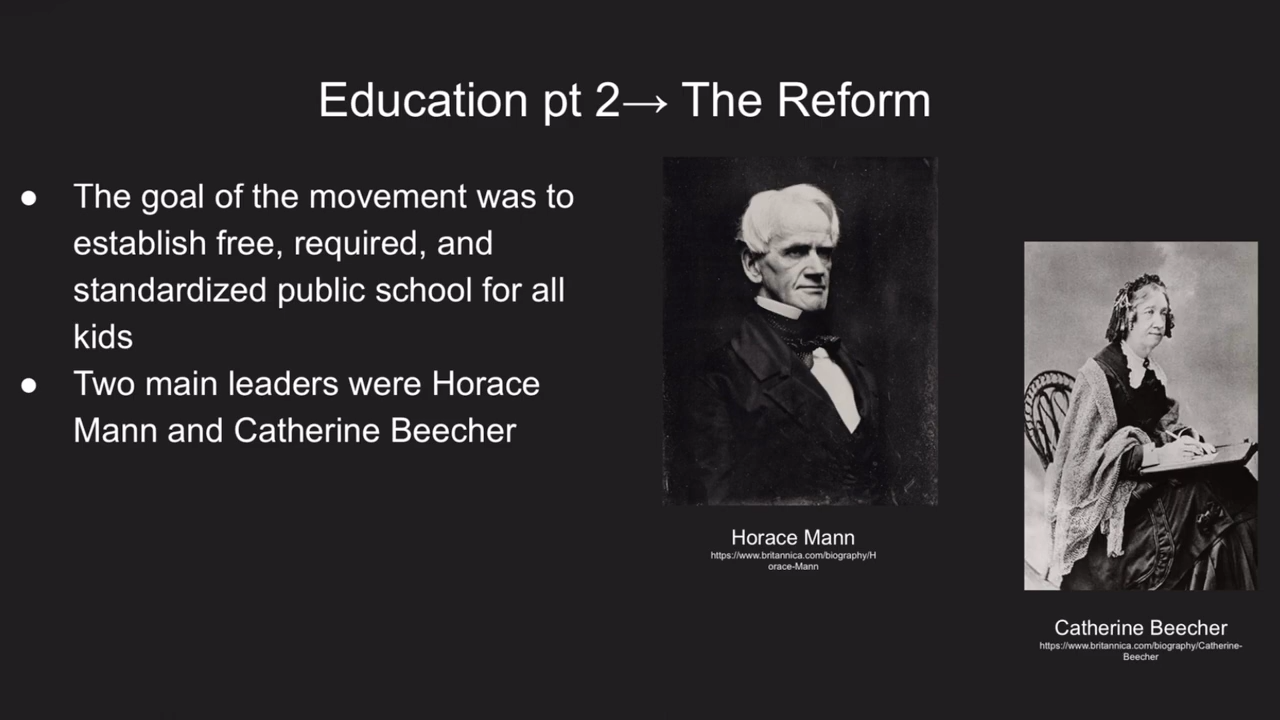 Education pt 2→ The Reform
● The goal of the movement was to
establish free, required, and
standardized public school for all
kids
● Two main leaders were Horace
Mann and Catherine Beecher
Horace Mann
https://www.britannica.com/biography/H
orace-Mann
Catherine Beecher
https://www.britannica.com/biography/Catherine-
Beecher